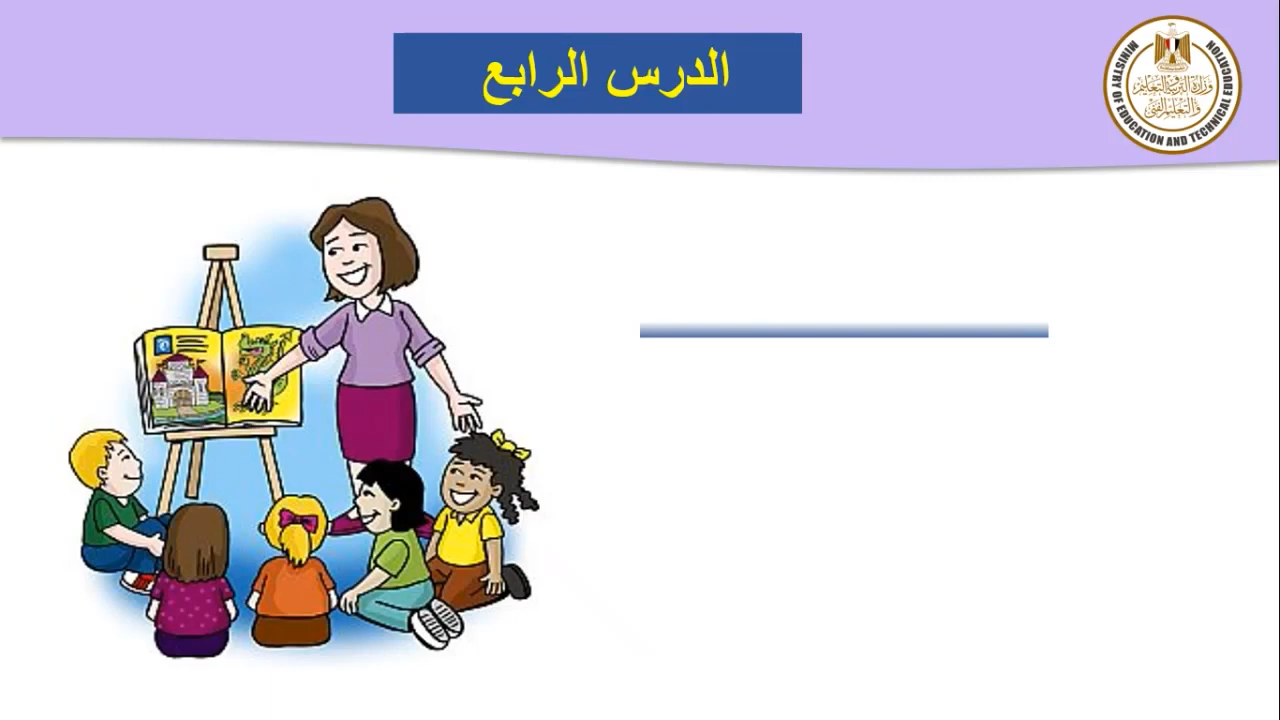 الدرس الرابع
وزارة التربية والتعليم
والتعليم الفني
MINISTRY OF EDUCATION AND TECHNICAL EDUCATION